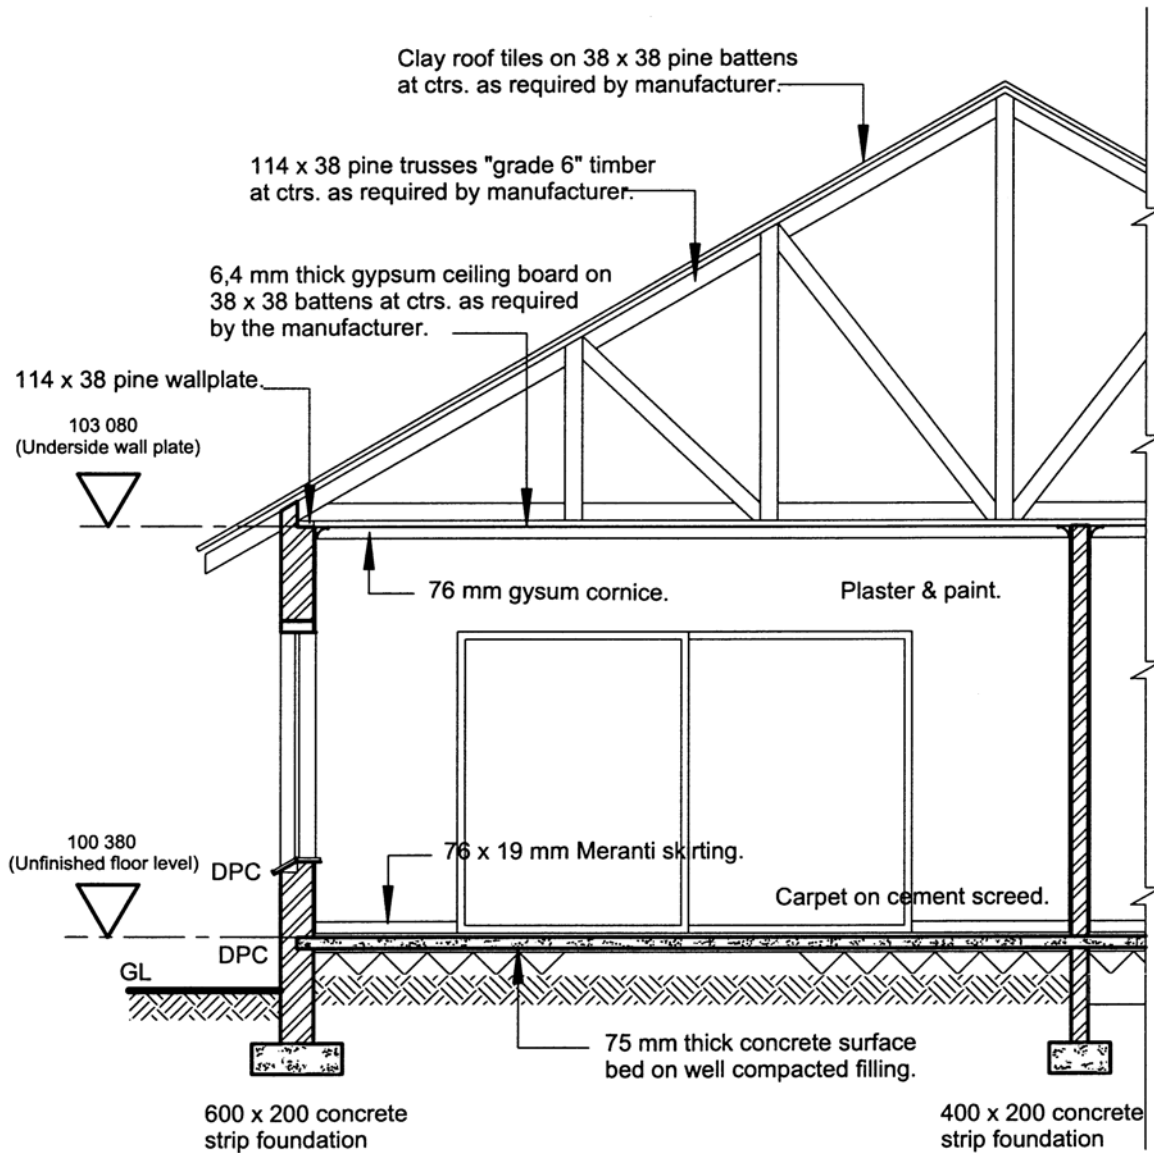 Clay roof tiles on 38 x 38 pine battens
at ctrs. as required by manufacturer.
114 x 38 pine trusses "grade 6" timber
at ctrs. as required by manufacturer.
6,4 mm thick gypsum ceiling board on
38 x 38 battens at ctrs. as required
by the manufacturer.
114 x 38 pine wallplate.
103 080
(Underside wall plate)
76 mm gysum cornice.
Plaster & paint.
100 380
(Unfinished floor level)
DPC
76 x 19 mm Meranti skirting.
Carpet on cement screed.
DPC
GL
75 mm thick concrete surface
bed on well compacted filling.
600 x 200 concrete
strip foundation
400 x 200 concrete
strip foundation